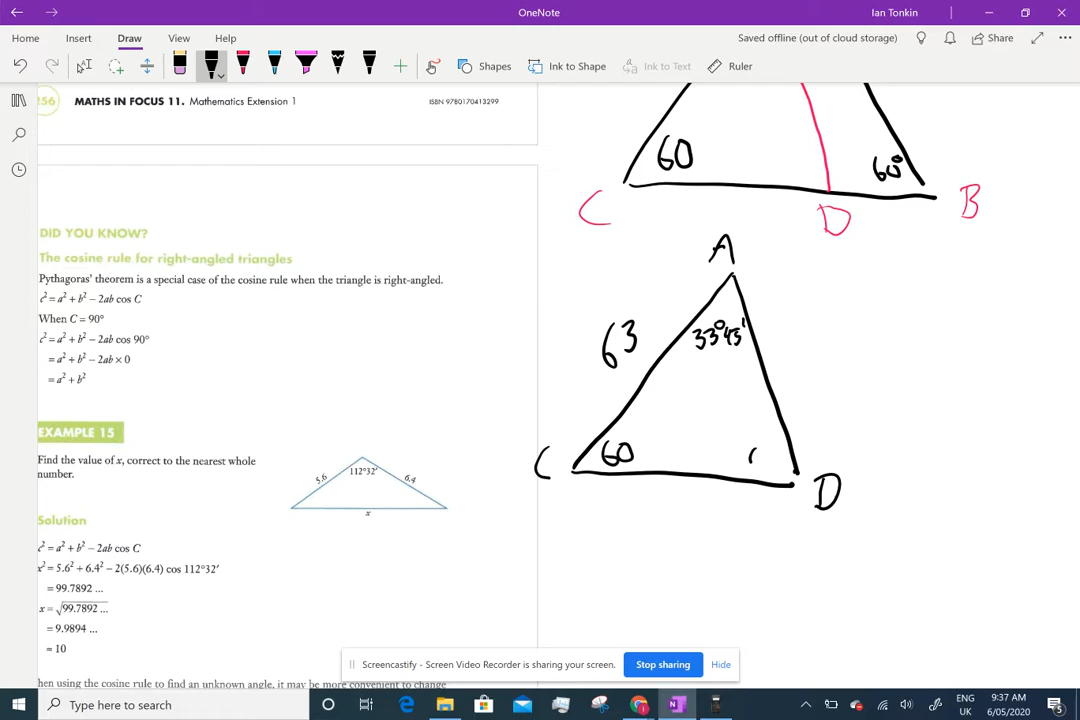 OneNote
Ian Tonkin
Home Insert Draw View Help
Saved offline (out of cloud storage)
Share
Shapes
Ink to Shape
Ink to Text
Ruler
256
MATHS IN FOCUS 11. Mathematics Extension 1
ISBN 9780170413299
60
60°
C
D
B
DID YOU KNOW?
The cosine rule for right-angled triangles
Pythagoras' theorem is a special case of the cosine rule when the triangle is right-angled.
c² = a² + b² – 2ab cos C
When C = 90°
c² = a² + b² – 2ab cos 90°
= a² + b² – 2ab × 0
= a² + b²
A
63
33°45'
C
60
(
D
EXAMPLE 15
Find the value of x, correct to the nearest whole
number.
5.6
112°32′
6.4
x
Solution
c² = a² + b² – 2ab cos C
x² = 5.6² + 6.4² – 2(5.6)(6.4) cos 112°32′
= 99.7892 ...
x = √99.7892 ...
= 9.9894 ...
≈ 10
hen using the cosine rule to find an unknown angle, it may be more convenient to change
Screencastify - Screen Video Recorder is sharing your screen.
Stop sharing
Hide
Type here to search
ENG
UK
9:37 AM
6/05/2020
5